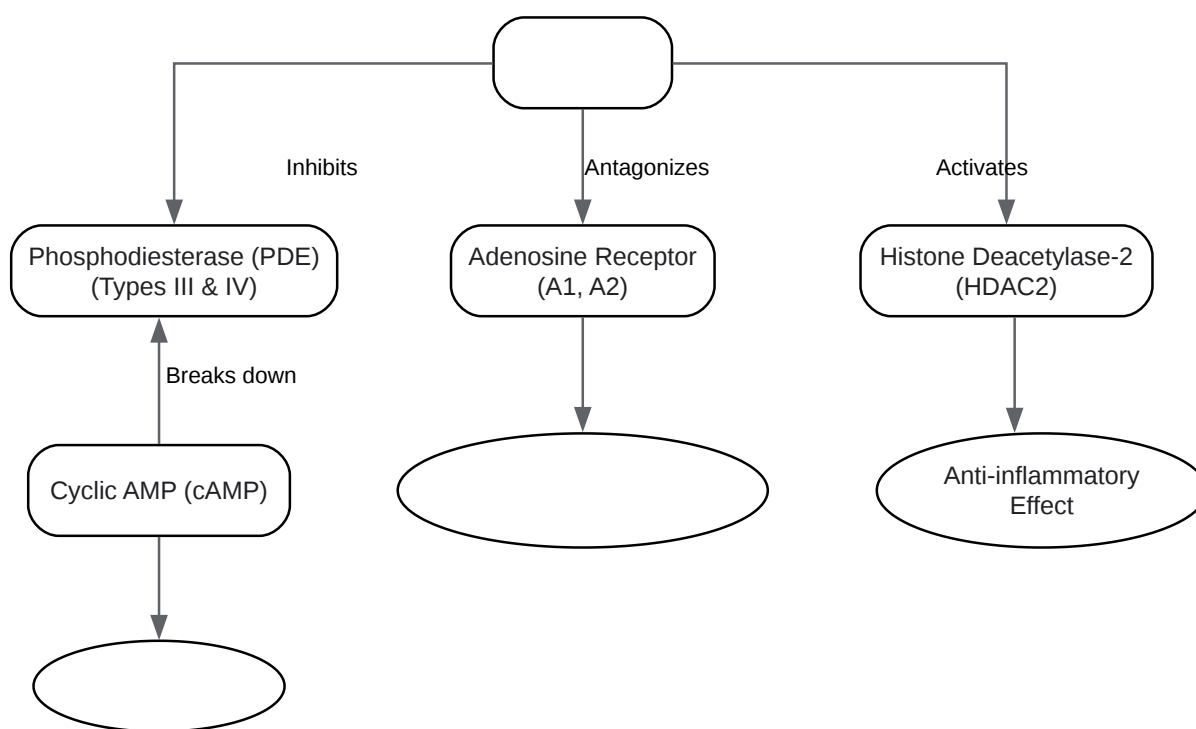 Inhibits
Antagonizes
Activates
Phosphodiesterase (PDE)
(Types III & IV)
Adenosine Receptor
(A1, A2)
Histone Deacetylase-2
(HDAC2)
Breaks down
Cyclic AMP (cAMP)
Anti-inflammatory
Effect